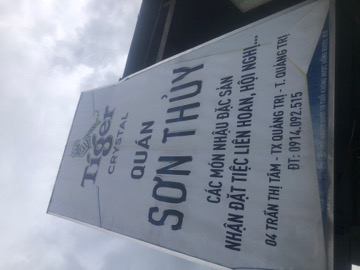 Tiger
CRYSTAL
QUÁN
SƠN THỦY
CÁC MÓN NHẬU ĐẶC SẢN
NHẬN ĐẶT TIỆC LIÊN HOAN, HỘI NGHỊ...
04 TRẦN THỊ TÂM - TX QUẢNG TRỊ - T. QUẢNG TRỊ
ĐT: 0914.092.515